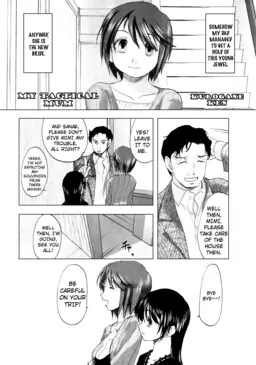 ANYWAY,
SHE IS
THE NEW
BRIDE.
SOMEHOW
MY OLD
MAN
MANAGED
TO GET A
HOLD OF
THIS YOUNG
JEWEL.
MY TACTICAL
MUM
KUROGANE
KEN
AND SANAE,
PLEASE DON'T
GIVE MIMI ANY
TROUBLE,
ALL RIGHT?
YES!
LEAVE IT
TO ME.
WELL
THEN, I'M
GOING,
SEE YOU
ALL!
WELL
THEN,
MIMI,
PLEASE TAKE
CARE OF
THE HOUSE
THEN.
BE
CAREFUL
ON YOUR
TRIP!
BYE
BYE~~!